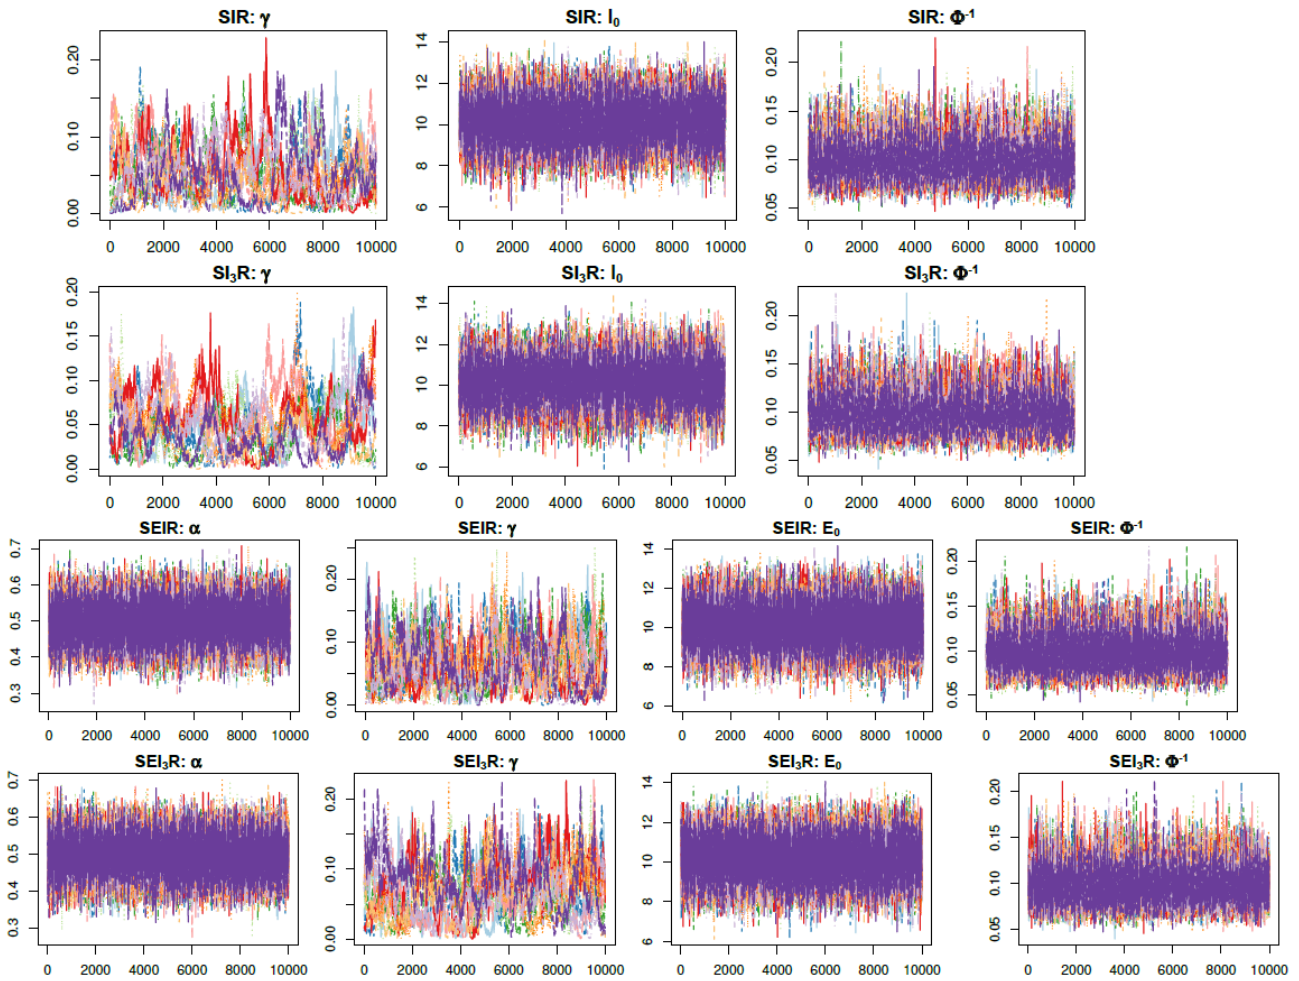 SIR: γ
SIR: I₀
SIR: Φ⁻¹
0.00 0.10 0.20
6 8 10 12 14
0.05 0.10 0.15 0.20
0 2000 4000 6000 8000 10000
0 2000 4000 6000 8000 10000
0 2000 4000 6000 8000 10000
SI₃R: γ
SI₃R: I₀
SI₃R: Φ⁻¹
0.00 0.05 0.10 0.15 0.20
6 8 10 12 14
0.05 0.10 0.15 0.20
0 2000 4000 6000 8000 10000
0 2000 4000 6000 8000 10000
0 2000 4000 6000 8000 10000
SEIR: α
SEIR: γ
SEIR: E₀
SEIR: Φ⁻¹
0.3 0.4 0.5 0.6 0.7
0.00 0.10 0.20
6 8 10 12 14
0.05 0.10 0.15 0.20
0 2000 4000 6000 8000 10000
0 2000 4000 6000 8000 10000
0 2000 4000 6000 8000 10000
0 2000 4000 6000 8000 10000
SEI₃R: α
SEI₃R: γ
SEI₃R: E₀
SEI₃R: Φ⁻¹
0.3 0.4 0.5 0.6 0.7
0.00 0.10 0.20
6 8 10 12 14
0.05 0.10 0.15 0.20
0 2000 4000 6000 8000 10000
0 2000 4000 6000 8000 10000
0 2000 4000 6000 8000 10000
0 2000 4000 6000 8000 10000